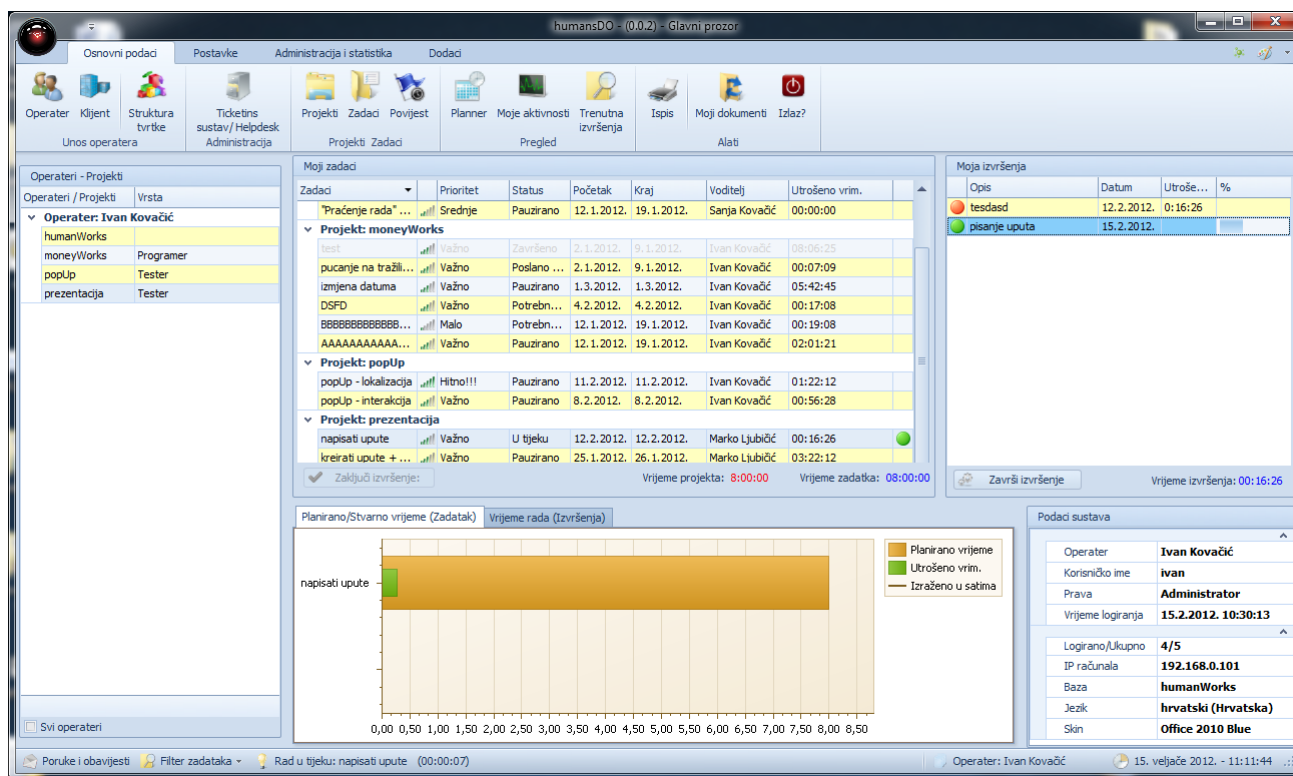 humansDO - (0.0.2) - Glavni prozor
Osnovni podaci Postavke Administracija i statistika Dodaci
Operater Klijent Struktura tvrtke Ticketins sustav/Helpdesk Projekti Zadaci Povijest Planner Moje aktivnosti Trenutna izvršenja Ispis Moji dokumenti Izlaz?
Unos operatera Administracija Projekti Zadaci Pregled Alati
Operateri - Projekti
Operateri / Projekti Vrsta
Operater: Ivan Kovačić
humanWorks
moneyWorks Programer
popUp Tester
prezentacija Tester
Svi operateri
Moji zadaci
Zadaci Prioritet Status Početak Kraj Voditelj Utrošeno vrim.
"Praćenje rada" ... Srednje Pauzirano 12.1.2012. 19.1.2012. Sanja Kovačić 00:00:00
Projekt: moneyWorks
test Važno Završeno 2.1.2012. 9.1.2012. Ivan Kovačić 08:06:25
pucanje na tražili... Važno Poslano ... 2.1.2012. 9.1.2012. Ivan Kovačić 00:07:09
izmjena datuma Važno Pauzirano 1.3.2012. 1.3.2012. Ivan Kovačić 05:42:45
DSFD Važno Potrebn... 4.2.2012. 4.2.2012. Ivan Kovačić 00:17:08
BBBBBBBBBBBBB... Malo Potrebn... 12.1.2012. 19.1.2012. Ivan Kovačić 00:19:08
AAAAAAAAAAA... Važno Pauzirano 12.1.2012. 19.1.2012. Ivan Kovačić 02:01:21
Projekt: popUp
popUp - lokalizacija Hitno!!! Pauzirano 11.2.2012. 11.2.2012. Ivan Kovačić 01:22:12
popUp - interakcija Važno Pauzirano 8.2.2012. 8.2.2012. Ivan Kovačić 00:56:28
Projekt: prezentacija
napisati upute Važno U tijeku 12.2.2012. 12.2.2012. Marko Ljubičić 00:16:26
kreirati upute + ... Važno Pauzirano 25.1.2012. 26.1.2012. Marko Ljubičić 03:22:12
Zaključi izvršenje: Vrijeme projekta: 8:00:00 Vrijeme zadatka: 08:00:00
Moja izvršenja
Opis Datum Utroše... %
tesdasd 12.2.2012. 0:16:26
pisanje uputa 15.2.2012.
Završi izvršenje Vrijeme izvršenja: 00:16:26
Planirano/Stvarno vrijeme (Zadatak) Vrijeme rada (Izvršenja)
napisati upute
0,00 0,50 1,00 1,50 2,00 2,50 3,00 3,50 4,00 4,50 5,00 5,50 6,00 6,50 7,00 7,50 8,00 8,50
Planirano vrijeme
Utrošeno vrim.
Izraženo u satima
Podaci sustava
Operater Ivan Kovačić
Korisničko ime ivan
Prava Administrator
Vrijeme logiranja 15.2.2012. 10:30:13
Logirano/Ukupno 4/5
IP računala 192.168.0.101
Baza humanWorks
Jezik hrvatski (Hrvatska)
Skin Office 2010 Blue
Poruke i obavijesti Filter zadataka Rad u tijeku: napisati upute (00:00:07) Operater: Ivan Kovačić 15. veljače 2012. - 11:11:44